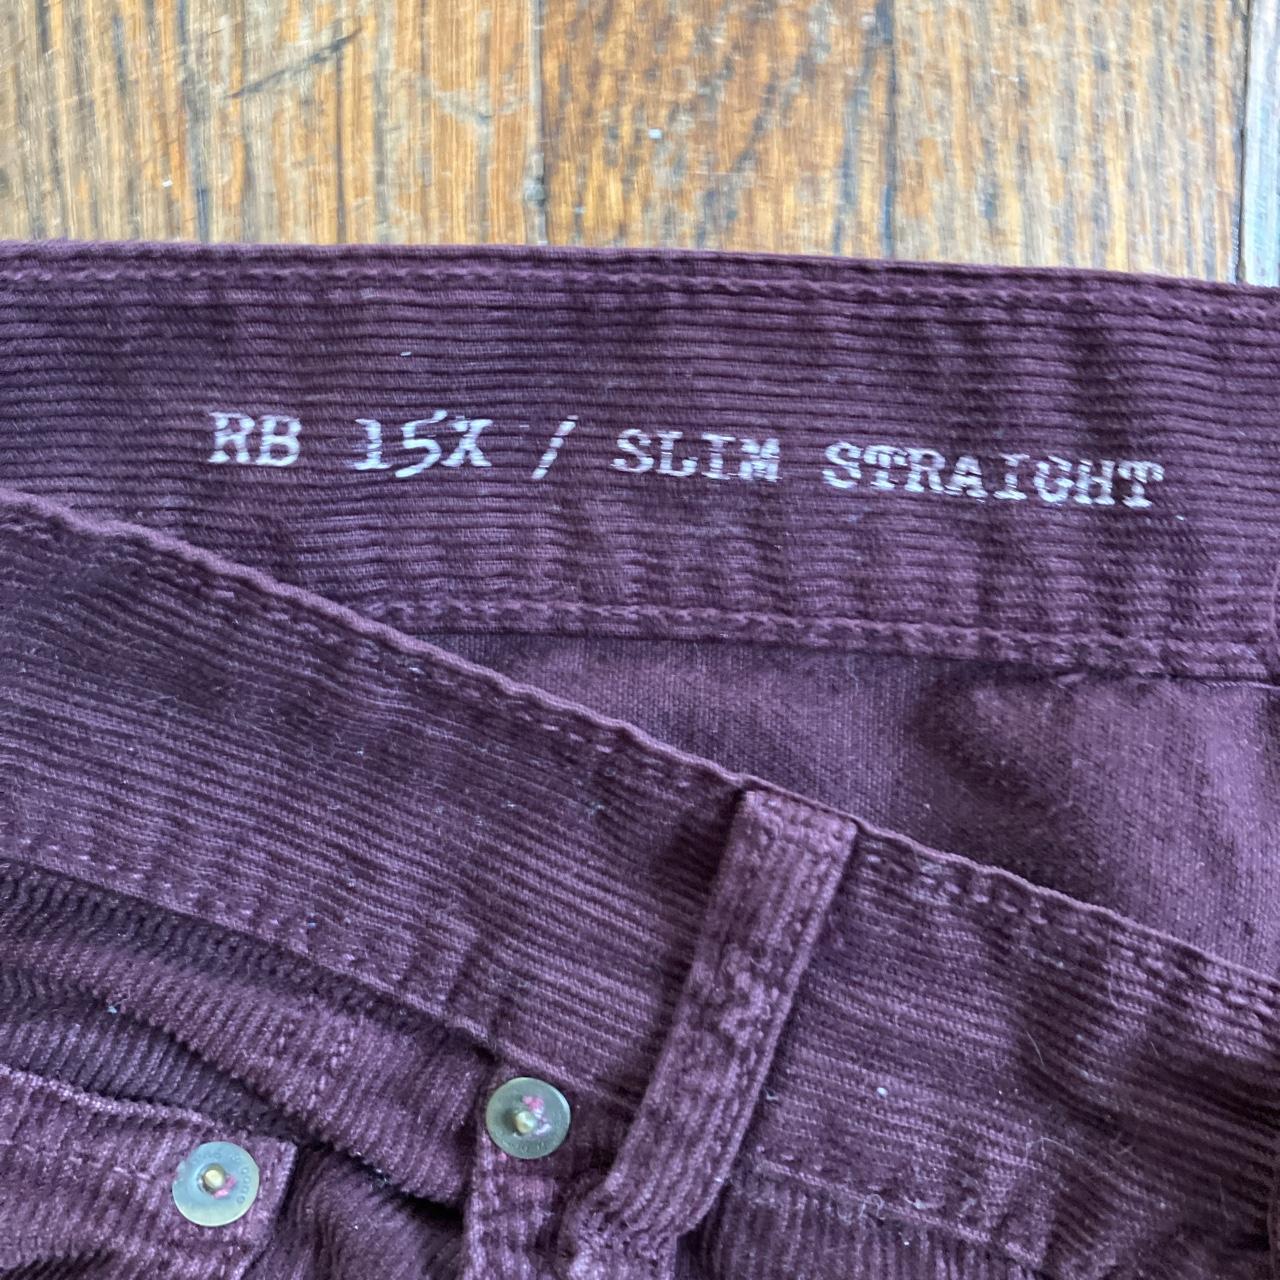 RB 15X / SLIM STRAIGHT